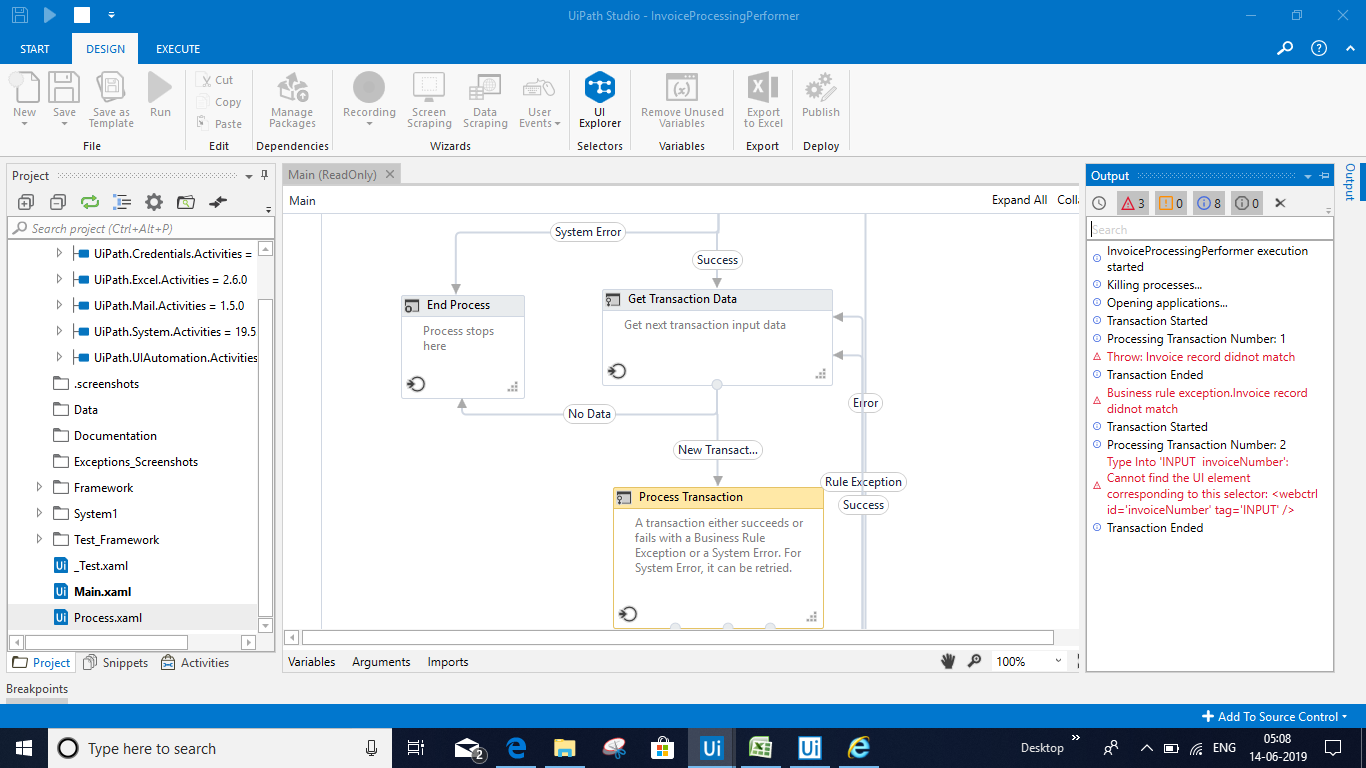 UiPath Studio - InvoiceProcessingPerformer
START DESIGN EXECUTE
New Save Save as Template Run
Cut
Copy
Paste
Manage Packages
Recording Screen Scraping Data Scraping User Events
UI Explorer
Remove Unused Variables
Export to Excel
Publish
File Edit Dependencies Wizards Selectors Variables Export Deploy
Project
Search project (Ctrl+Alt+P)
UiPath.Credentials.Activities =
UiPath.Excel.Activities = 2.6.0
UiPath.Mail.Activities = 1.5.0
UiPath.System.Activities = 19.5
UiPath.UIAutomation.Activities
.screenshots
Data
Documentation
Exceptions_Screenshots
Framework
System1
Test_Framework
Ui _Test.xaml
Ui Main.xaml
Ui Process.xaml
Project Snippets Activities
Breakpoints
Main (ReadOnly)
Main Expand All Coll
System Error
Success
End Process
Process stops
here
Get Transaction Data
Get next transaction input data
No Data
Error
New Transact...
Rule Exception
Success
Process Transaction
A transaction either succeeds or
fails with a Business Rule
Exception or a System Error. For
System Error, it can be retried.
Variables Arguments Imports 100%
Output
3 0 8 0
Search
InvoiceProcessingPerformer execution
started
Killing processes...
Opening applications...
Transaction Started
Processing Transaction Number: 1
Throw: Invoice record didnot match
Transaction Ended
Business rule exception.Invoice record
didnot match
Transaction Started
Processing Transaction Number: 2
Type Into 'INPUT  invoiceNumber':
Cannot find the UI element
corresponding to this selector: <webctrl
id='invoiceNumber' tag='INPUT' />
Transaction Ended
Output
Add To Source Control
Type here to search
2
Ui
Ui
Desktop
ENG
05:08
14-06-2019